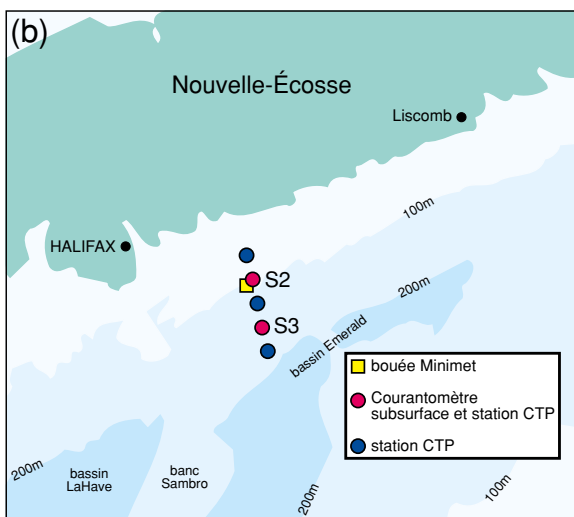 (b)
Nouvelle-Écosse
Liscomb
100m
HALIFAX
S2
200m
S3
bassin Emerald
bouée Minimet
Courantomètre
subsurface et station CTP
station CTP
200m
bassin
LaHave
banc
Sambro
200m
100m